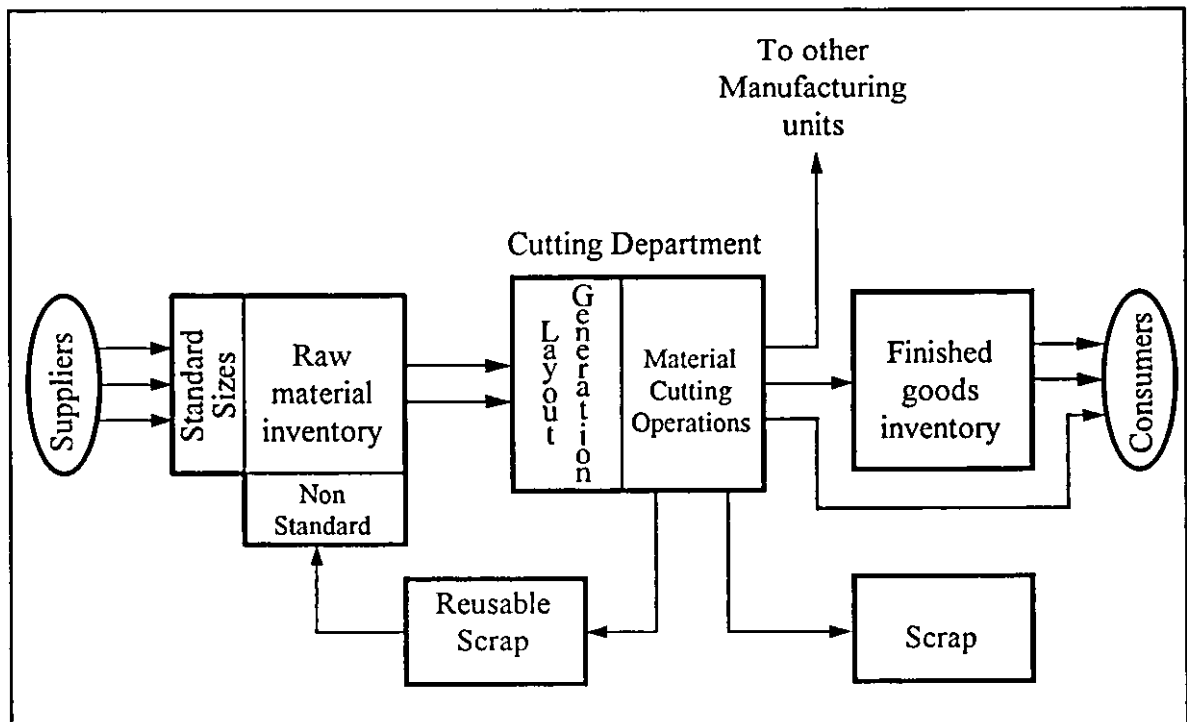 To other
Manufacturing
units
Cutting Department
Suppliers
Standard
Sizes
Raw
material
inventory
Non
Standard
Layout
Generation
Material
Cutting
Operations
Finished
goods
inventory
Consumers
Reusable
Scrap
Scrap